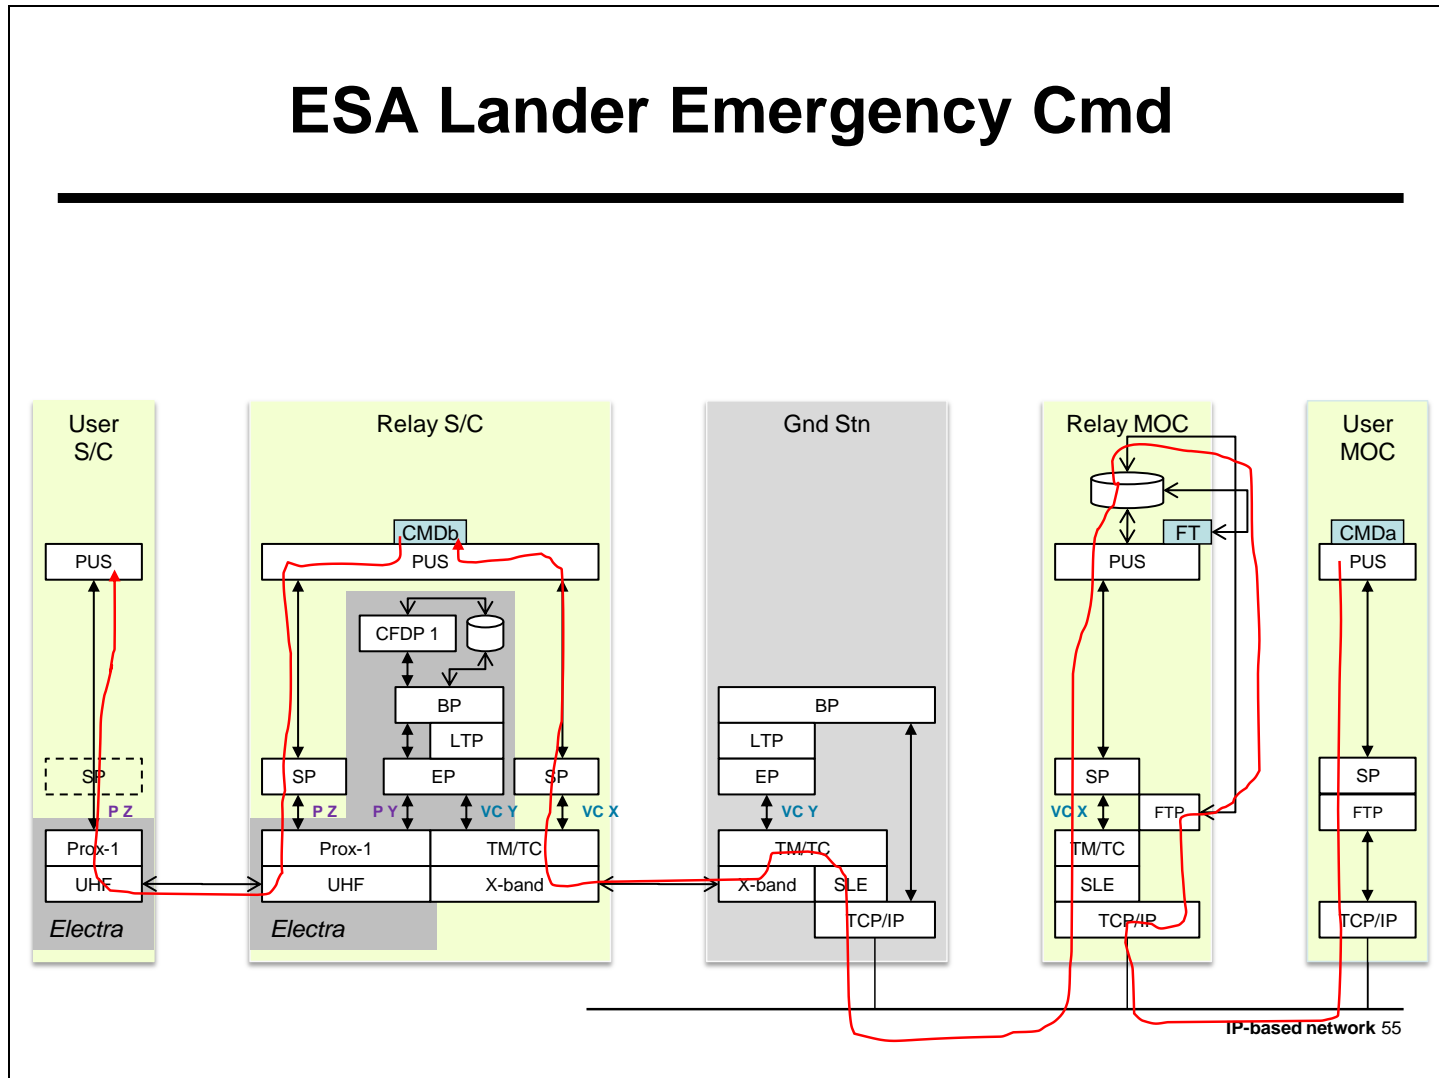 ESA Lander Emergency Cmd
User
S/C
PUS
SP
P Z
Prox-1
UHF
Electra
Relay S/C
CMDb
PUS
CFDP 1
BP
LTP
SP
EP
SP
P Z
P Y
VC Y
VC X
Prox-1
TM/TC
UHF
X-band
Electra
Gnd Stn
BP
LTP
EP
VC Y
TM/TC
X-band
SLE
TCP/IP
Relay MOC
FT
PUS
SP
VC X
FTP
TM/TC
SLE
TCP/IP
User
MOC
CMDa
PUS
SP
FTP
TCP/IP
IP-based network 55